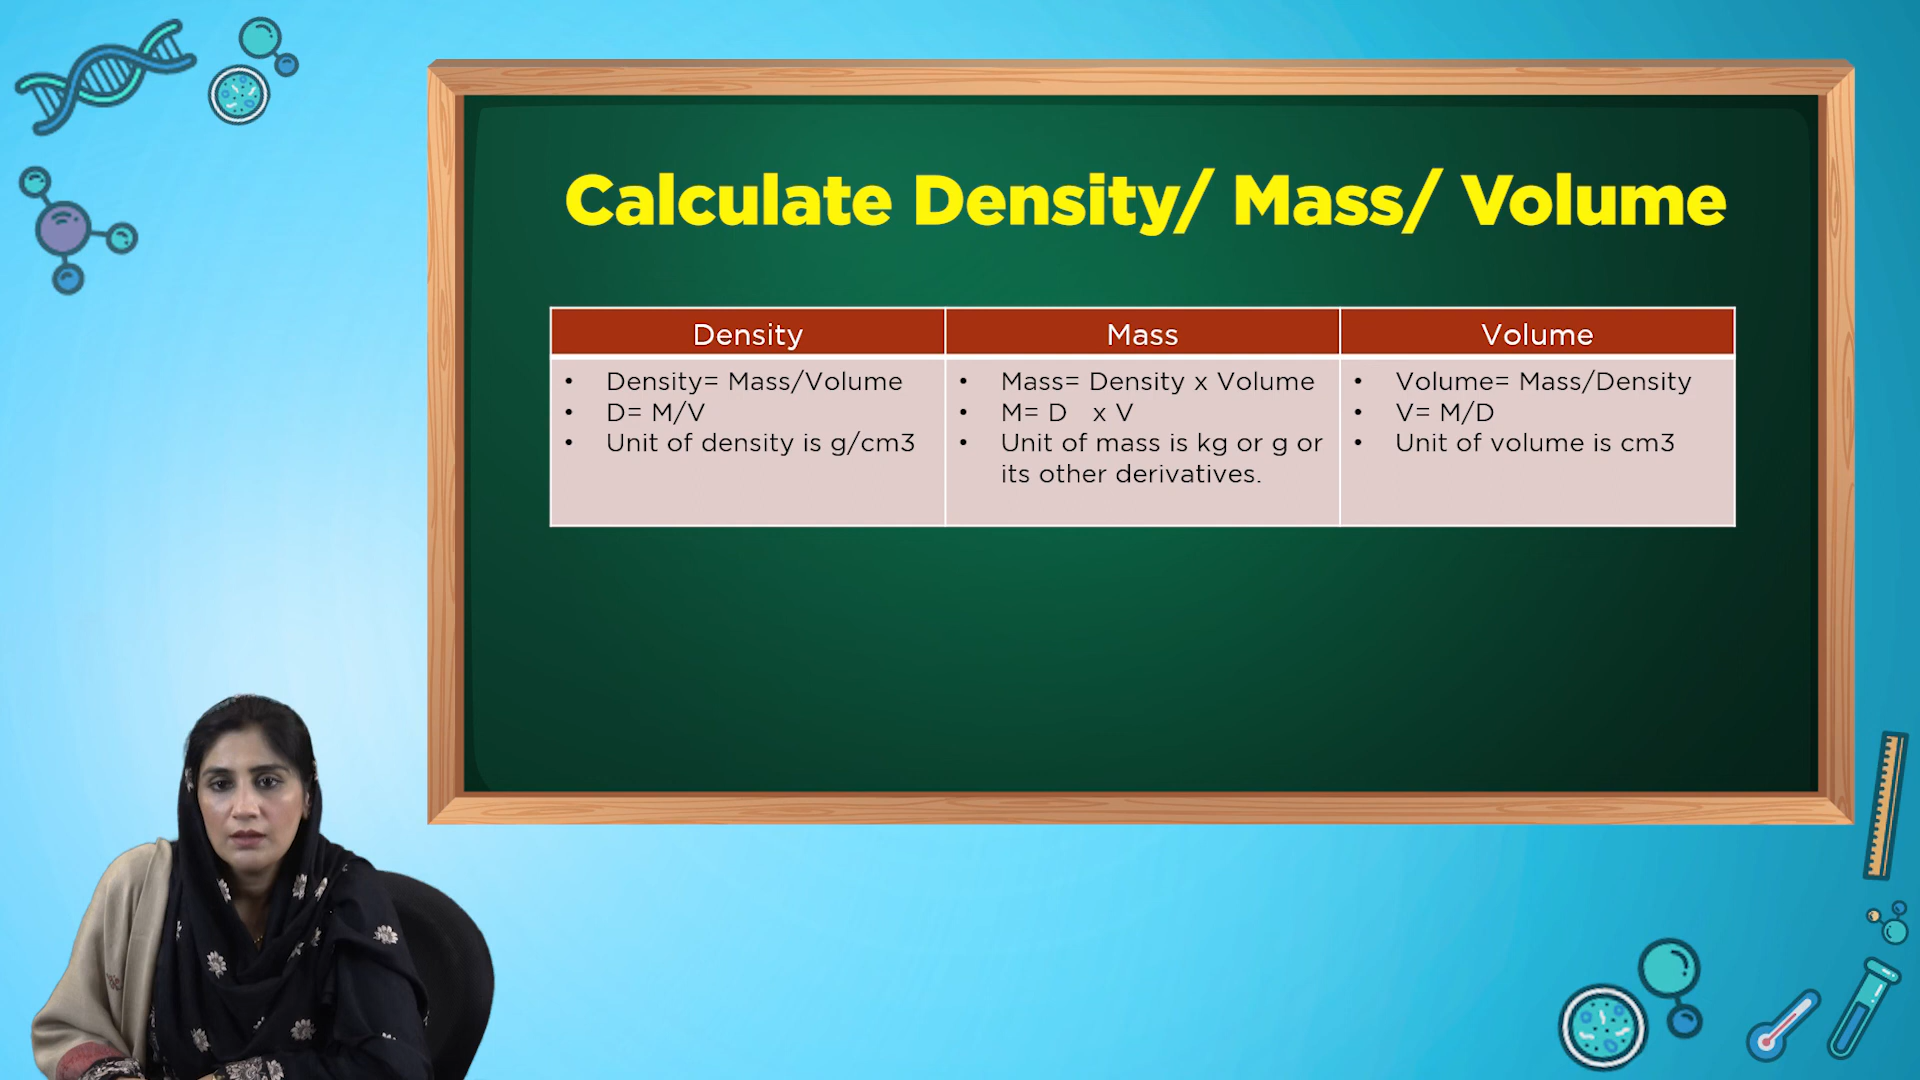 Calculate Density/ Mass/ Volume
Density
• Density= Mass/Volume
• D= M/V
• Unit of density is g/cm3
Mass
• Mass= Density x Volume
• M= D x V
• Unit of mass is kg or g or
its other derivatives.
Volume
• Volume= Mass/Density
• V= M/D
• Unit of volume is cm3